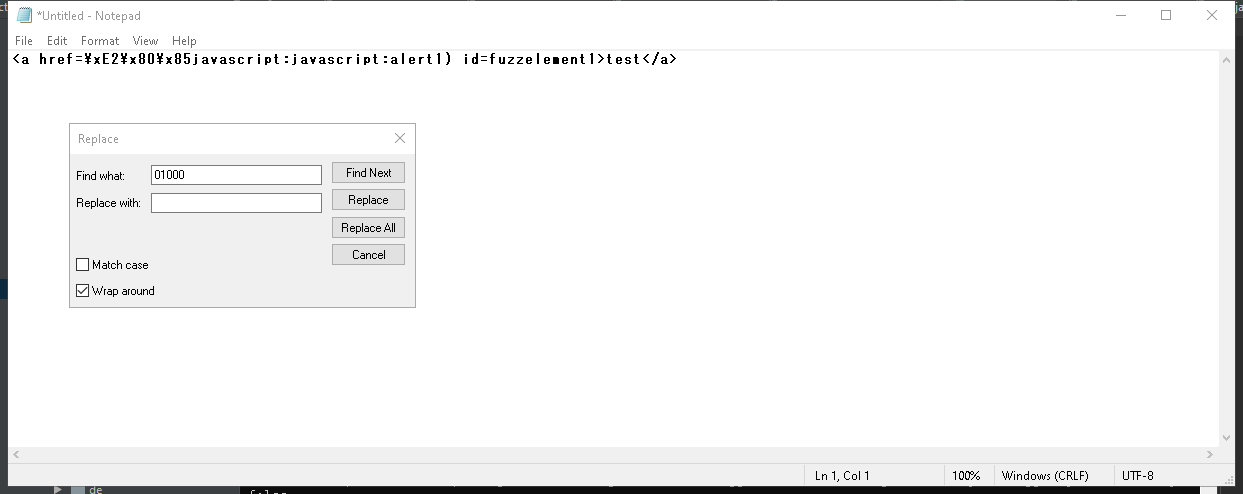 *Untitled - Notepad
File Edit Format View Help
<a href=¥xE2¥x80¥x85javascript:javascript:alert1) id=fuzzelement1>test</a>
Replace
Find what: 01000 Find Next
Replace with: Replace
Replace All
Cancel
Match case
Wrap around
Ln 1, Col 1 100% Windows (CRLF) UTF-8
de